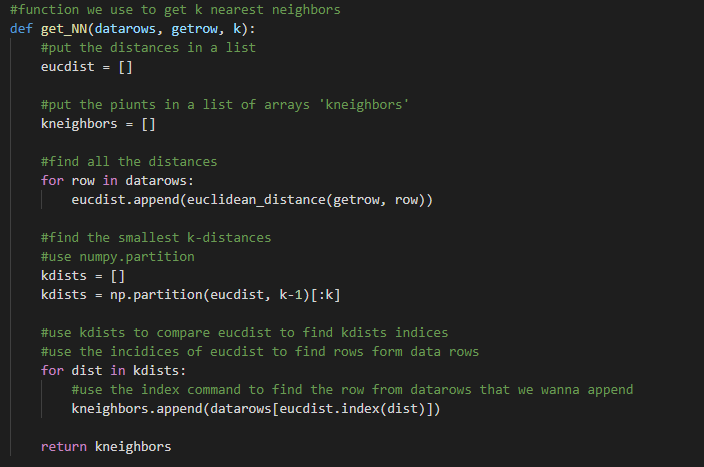 #function we use to get k nearest neighbors
def get_NN(datarows, getrow, k):
#put the distances in a list
eucdist = []
#put the piunts in a list of arrays 'kneighbors'
kneighbors = []
#find all the distances
for row in datarows:
eucdist.append(euclidean_distance(getrow, row))
#find the smallest k-distances
#use numpy.partition
kdists = []
kdists = np.partition(eucdist, k-1)[:k]
#use kdists to compare eucdist to find kdists indices
#use the incidices of eucdist to find rows form data rows
for dist in kdists:
#use the index command to find the row from datarows that we wanna append
kneighbors.append(datarows[eucdist.index(dist)])
return kneighbors